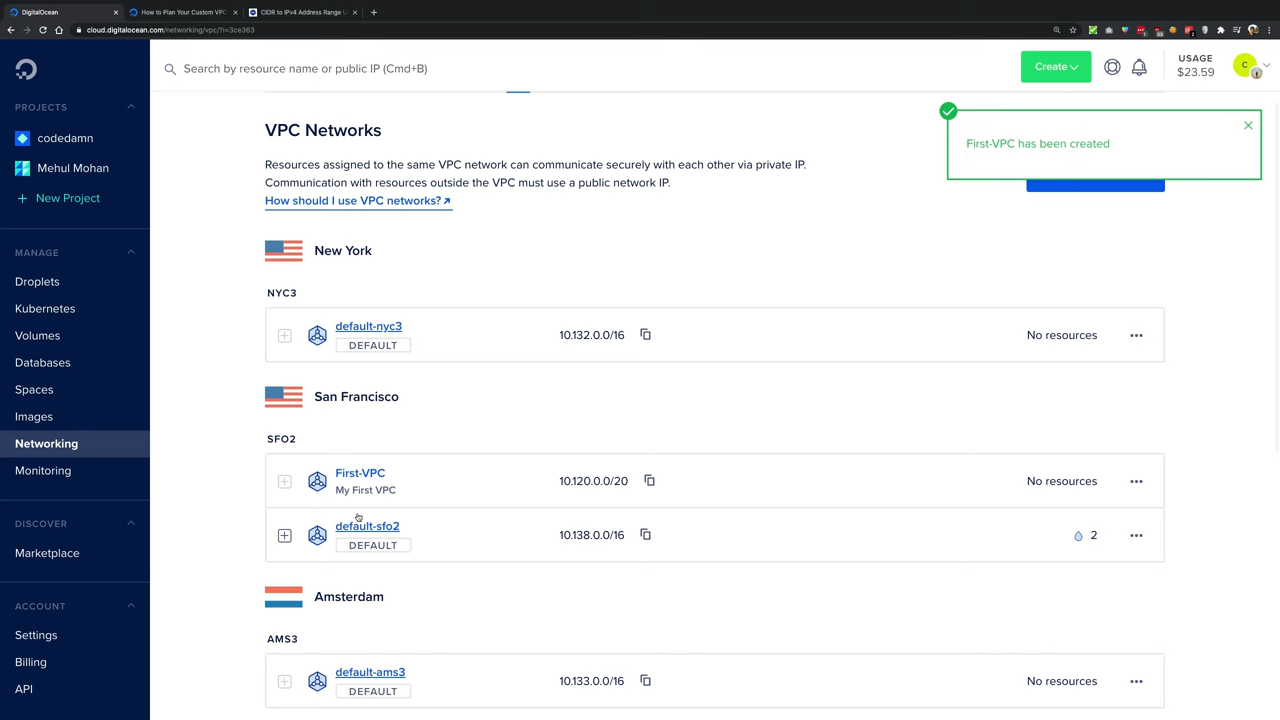 DigitalOcean
How to Plan Your Custom VPC
CIDR to IPv4 Address Range U
cloud.digitalocean.com/networking/vpc/?i=3ce363
Search by resource name or public IP (Cmd+B)
Create
USAGE
$23.59
C
PROJECTS
codedamn
Mehul Mohan
New Project
MANAGE
Droplets
Kubernetes
Volumes
Databases
Spaces
Images
Networking
Monitoring
DISCOVER
Marketplace
ACCOUNT
Settings
Billing
API
First-VPC has been created
VPC Networks
Resources assigned to the same VPC network can communicate securely with each other via private IP.
Communication with resources outside the VPC must use a public network IP.
How should I use VPC networks?
New York
NYC3
default-nyc3
DEFAULT
10.132.0.0/16
No resources
San Francisco
SFO2
First-VPC
My First VPC
10.120.0.0/20
No resources
default-sfo2
DEFAULT
10.138.0.0/16
2
Amsterdam
AMS3
default-ams3
DEFAULT
10.133.0.0/16
No resources